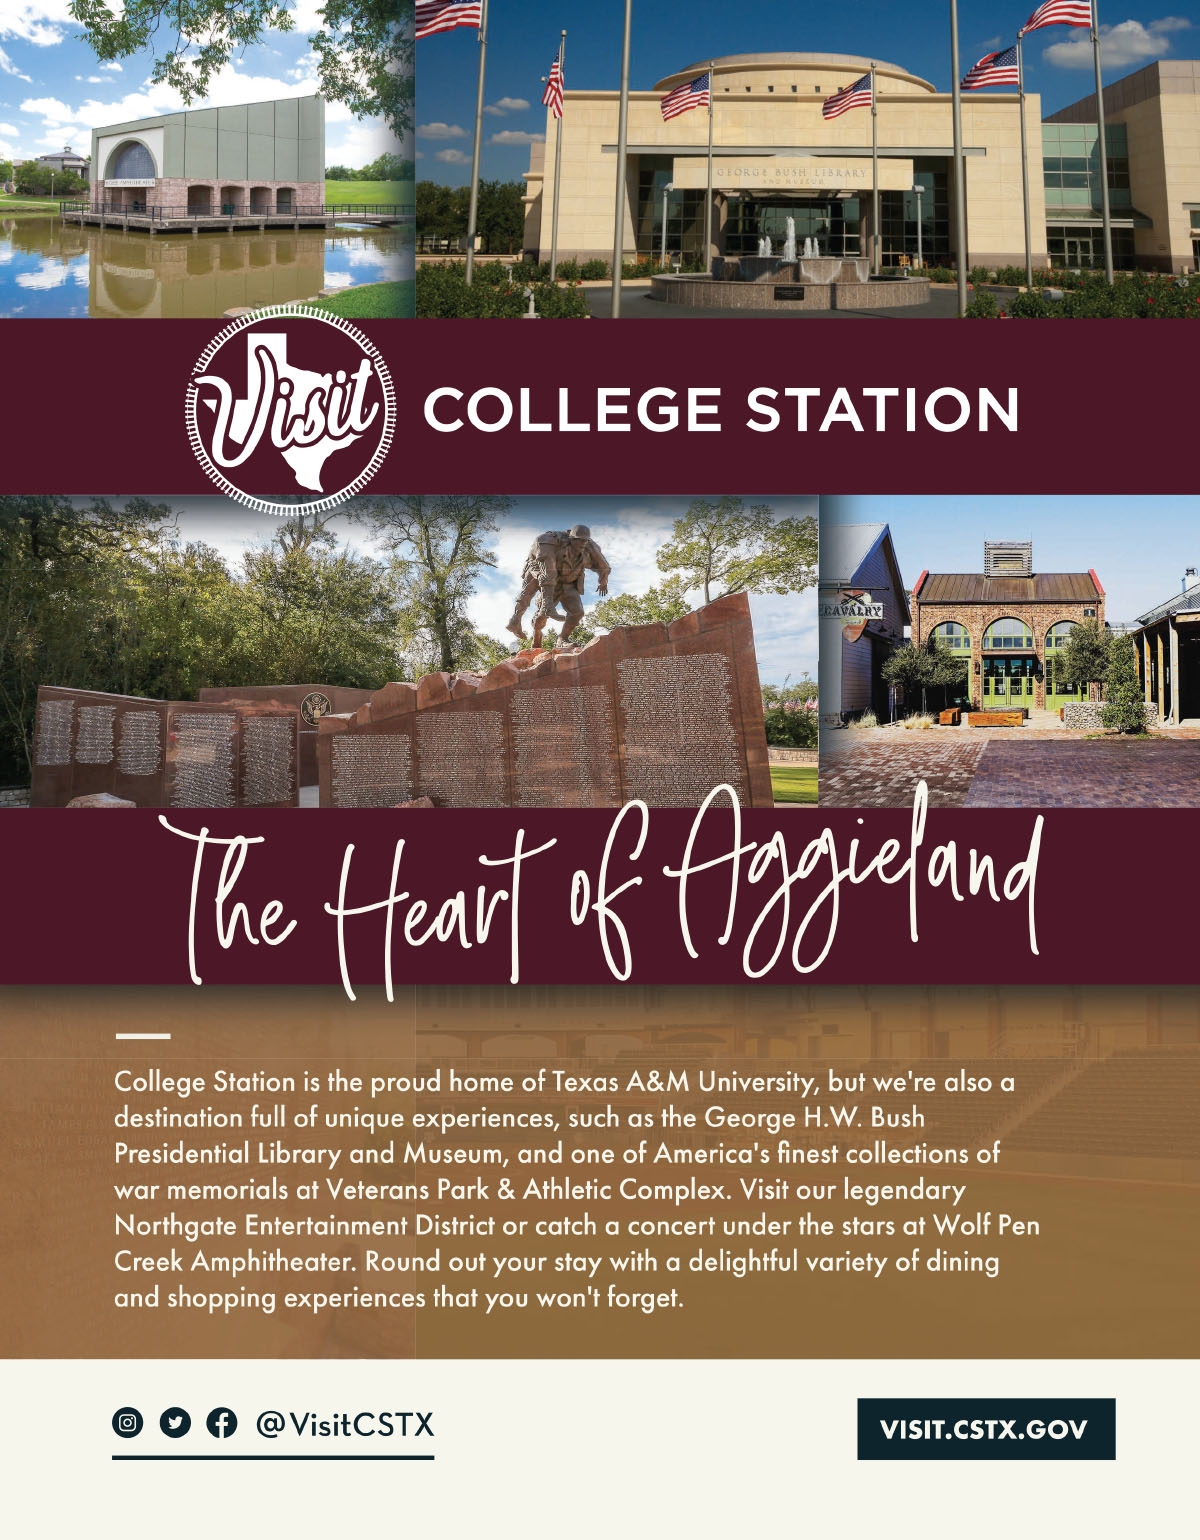 GEORGE BUSH LIBRARY
AND MUSEUM
Visit
COLLEGE STATION
CAVALRY
The Heart of Aggieland
College Station is the proud home of Texas A&M University, but we're also a
destination full of unique experiences, such as the George H.W. Bush
Presidential Library and Museum, and one of America's finest collections of
war memorials at Veterans Park & Athletic Complex. Visit our legendary
Northgate Entertainment District or catch a concert under the stars at Wolf Pen
Creek Amphitheater. Round out your stay with a delightful variety of dining
and shopping experiences that you won't forget.
@VisitCSTX
VISIT.CSTX.GOV